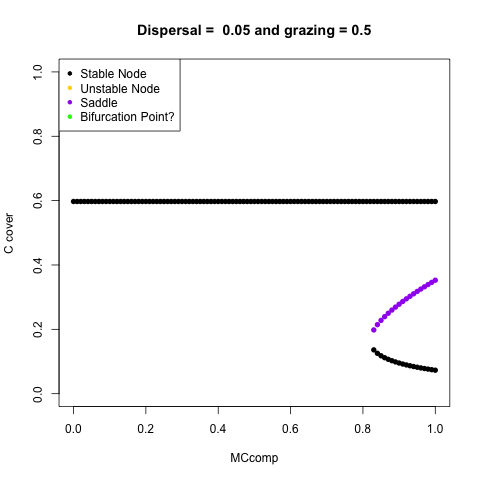 Dispersal =  0.05 and grazing = 0.5
Stable Node
Unstable Node
Saddle
Bifurcation Point?
C cover
1.0
0.8
0.6
0.4
0.2
0.0
0.0 0.2 0.4 0.6 0.8 1.0
MCcomp